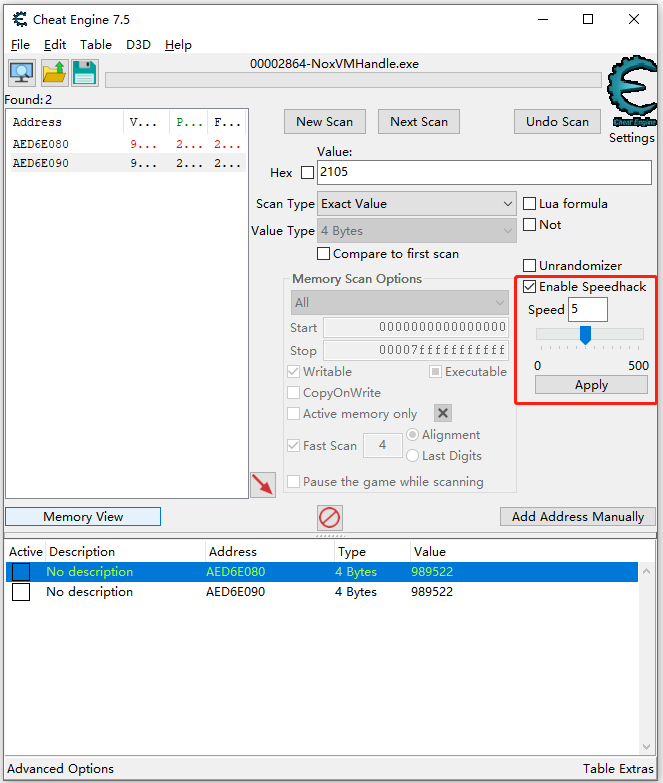 Cheat Engine 7.5
File Edit Table D3D Help
00002864-NoxVMHandle.exe
Found: 2
Address V... P... F...
AED6E080 9... 2... 2...
AED6E090 9... 2... 2...
New Scan Next Scan Undo Scan
Cheat Engine
Settings
Value:
Hex 2105
Scan Type Exact Value
Lua formula
Value Type 4 Bytes
Not
Compare to first scan
Unrandomizer
Memory Scan Options
Enable Speedhack
All
Speed 5
Start 0000000000000000
Stop 00007fffffffffff
0 500
Writable Executable
Apply
CopyOnWrite
Active memory only
Fast Scan 4 Alignment
Last Digits
Pause the game while scanning
Memory View
Add Address Manually
Active Description Address Type Value
No description AED6E080 4 Bytes 989522
No description AED6E090 4 Bytes 989522
Advanced Options Table Extras